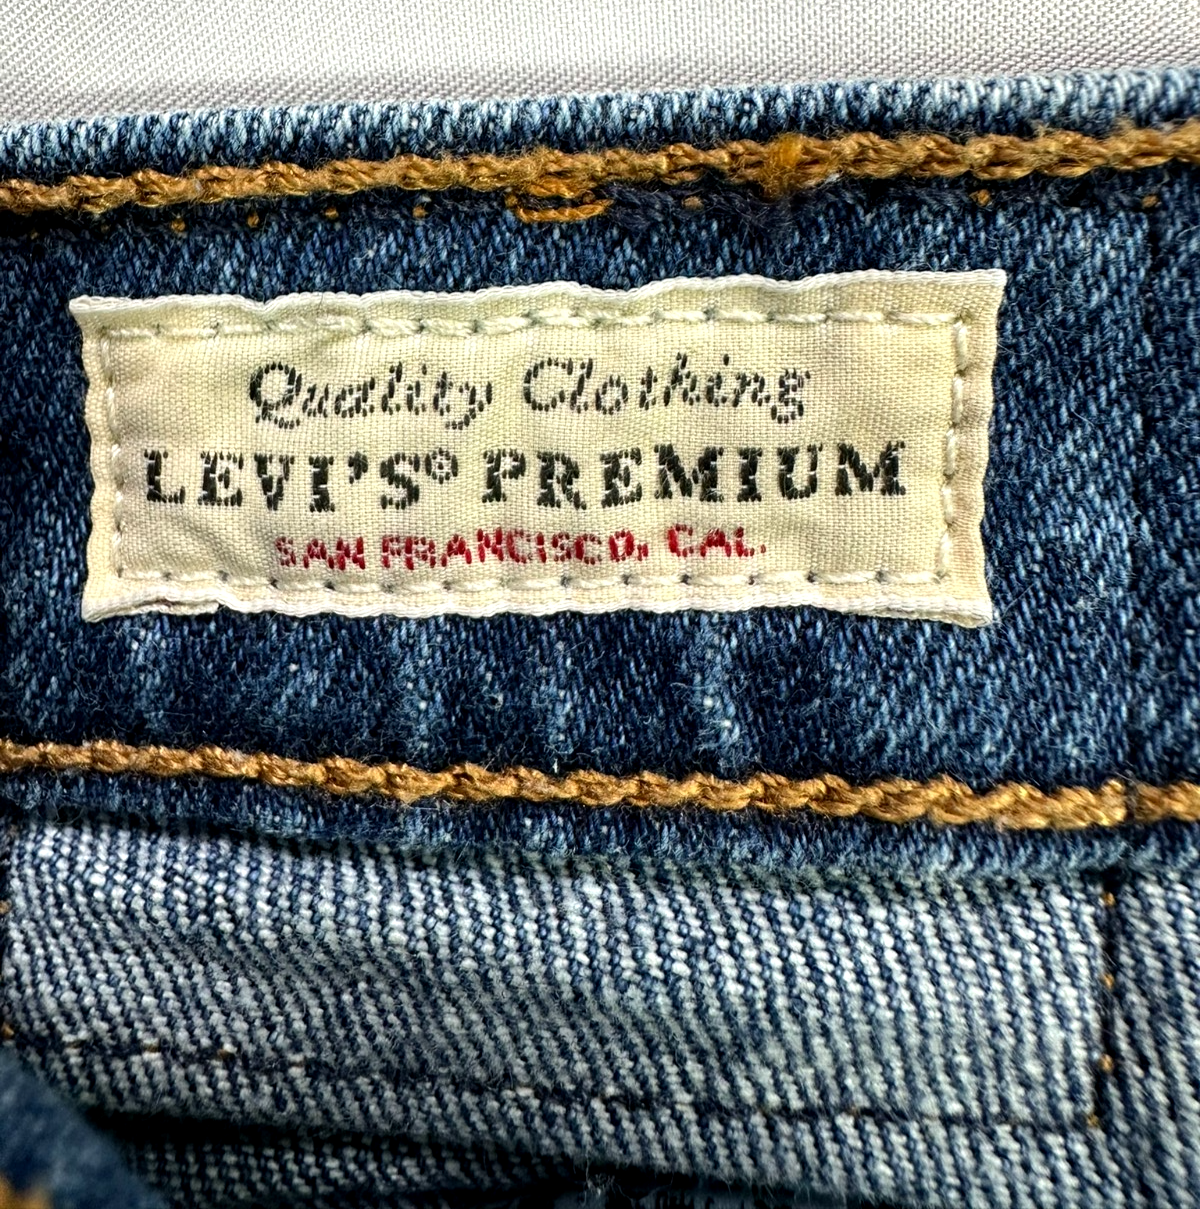 Quality Clothing
LEVI'S® PREMIUM
SAN FRANCISCO, CAL.